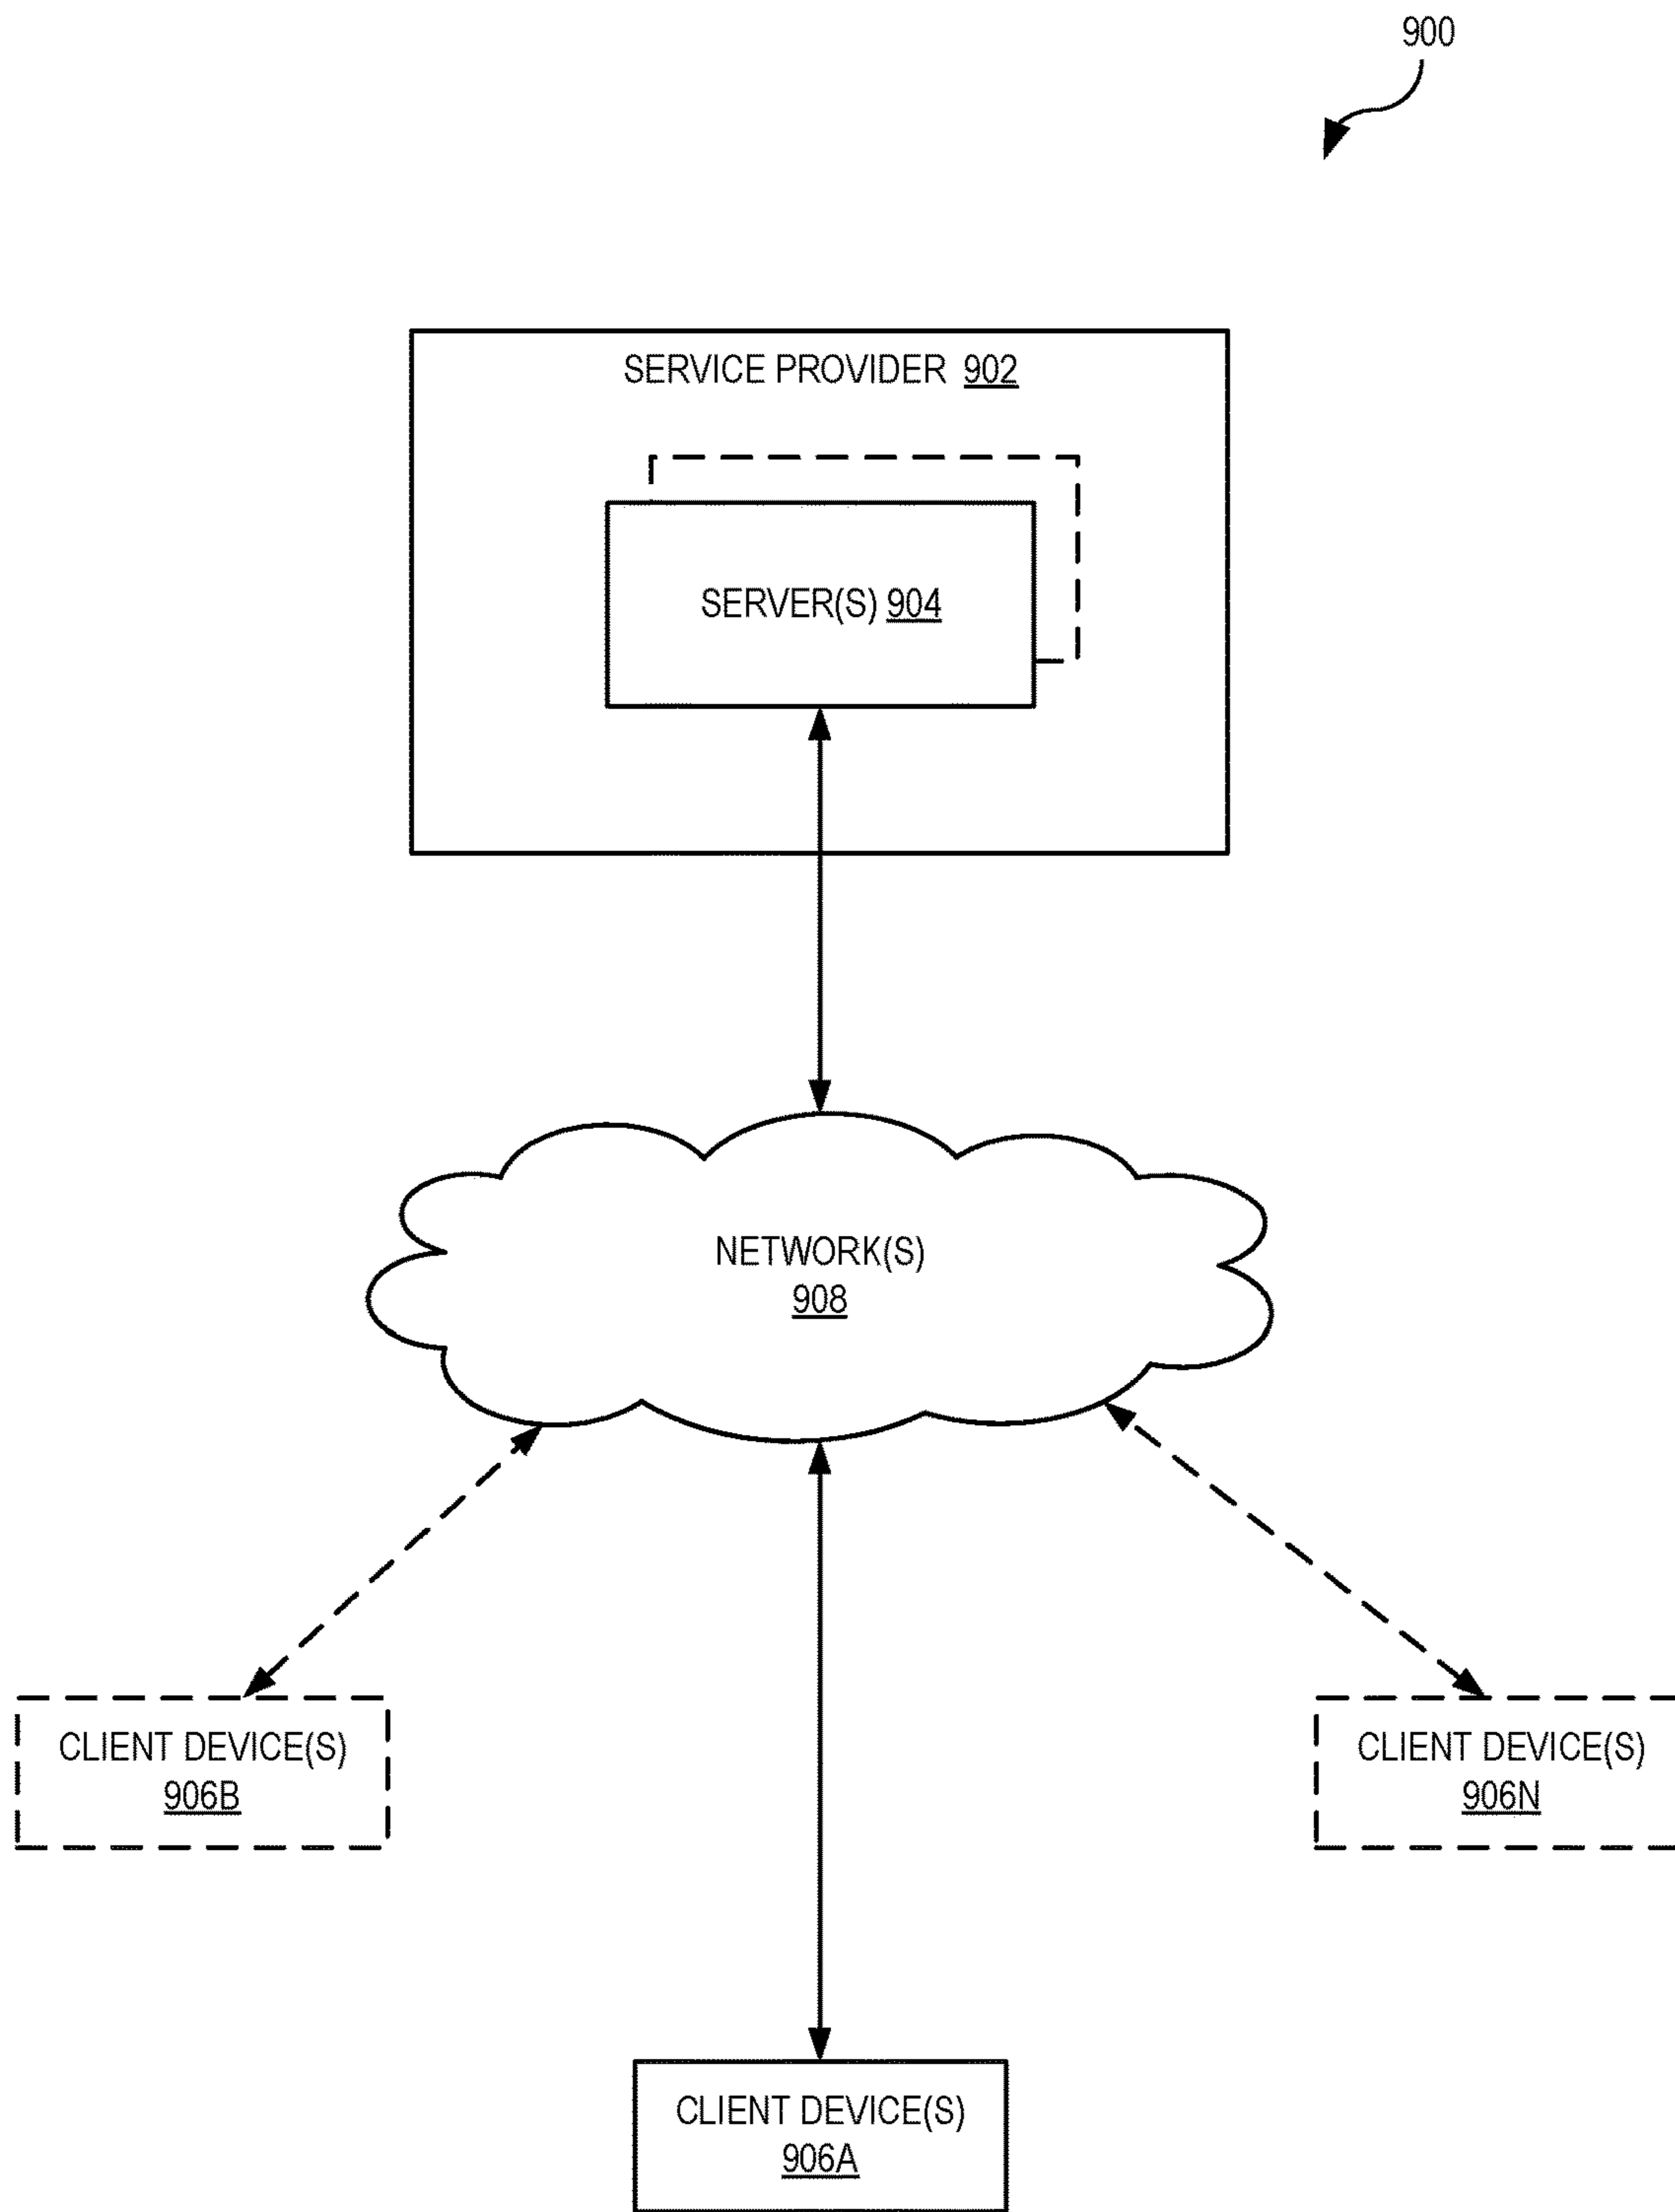 900
SERVICE PROVIDER 902
SERVER(S) 904
NETWORK(S)
908
CLIENT DEVICE(S)
906B
CLIENT DEVICE(S)
906N
CLIENT DEVICE(S)
906A